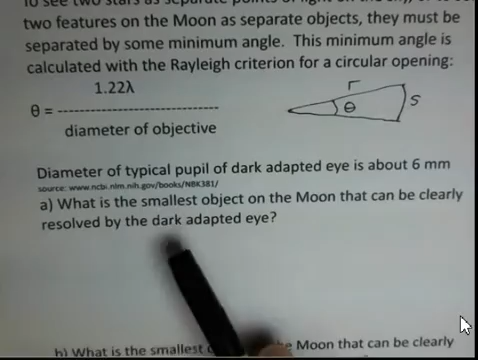 two features on the Moon as separate objects, they must be
separated by some minimum angle. This minimum angle is
calculated with the Rayleigh criterion for a circular opening:
1.22λ
θ = --------------------------------
diameter of objective
r
θ
s
Diameter of typical pupil of dark adapted eye is about 6 mm
source: www.ncbi.nlm.nih.gov/books/NBK381/
a) What is the smallest object on the Moon that can be clearly
resolved by the dark adapted eye?
b) What is the smallest Moon that can be clearly